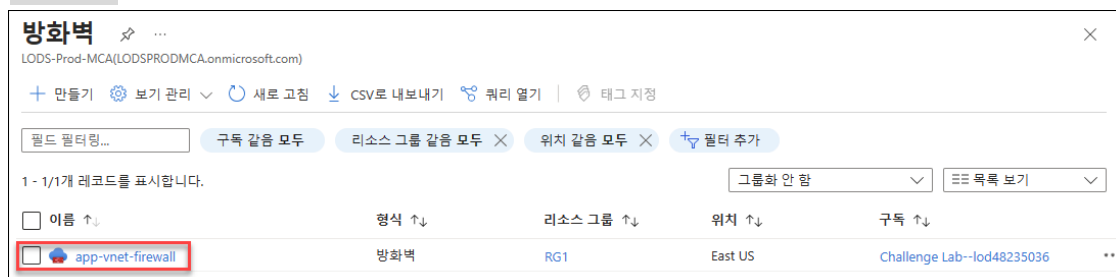 방화벽
LODS-Prod-MCA(LODSPRODMCA.onmicrosoft.com)
만들기 보기 관리 새로 고침 CSV로 내보내기 쿼리 열기 태그 지정
필드 필터링... 구독 같음 모두 리소스 그룹 같음 모두 위치 같음 모두 필터 추가
1 - 1/1개 레코드를 표시합니다. 그룹화 안 함 목록 보기
이름 형식 리소스 그룹 위치 구독
app-vnet-firewall 방화벽 RG1 East US Challenge Lab--lod48235036